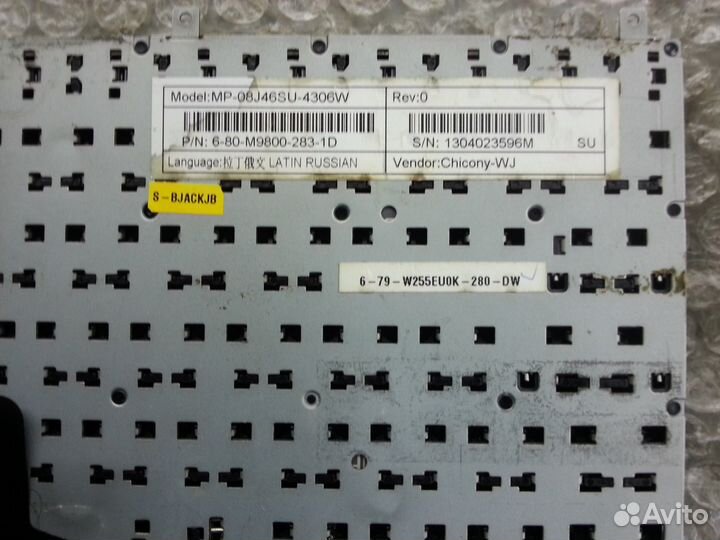 Model:MP-08J46SU-4306W
Rev:0
P/N: 6-80-M9800-283-1D
S/N: 1304023596M SU
Language:拉丁俄文 LATIN RUSSIAN
Vendor:Chicony-WJ
S-BJACKJB
6-79-W255EU0K-280-DW
Avito